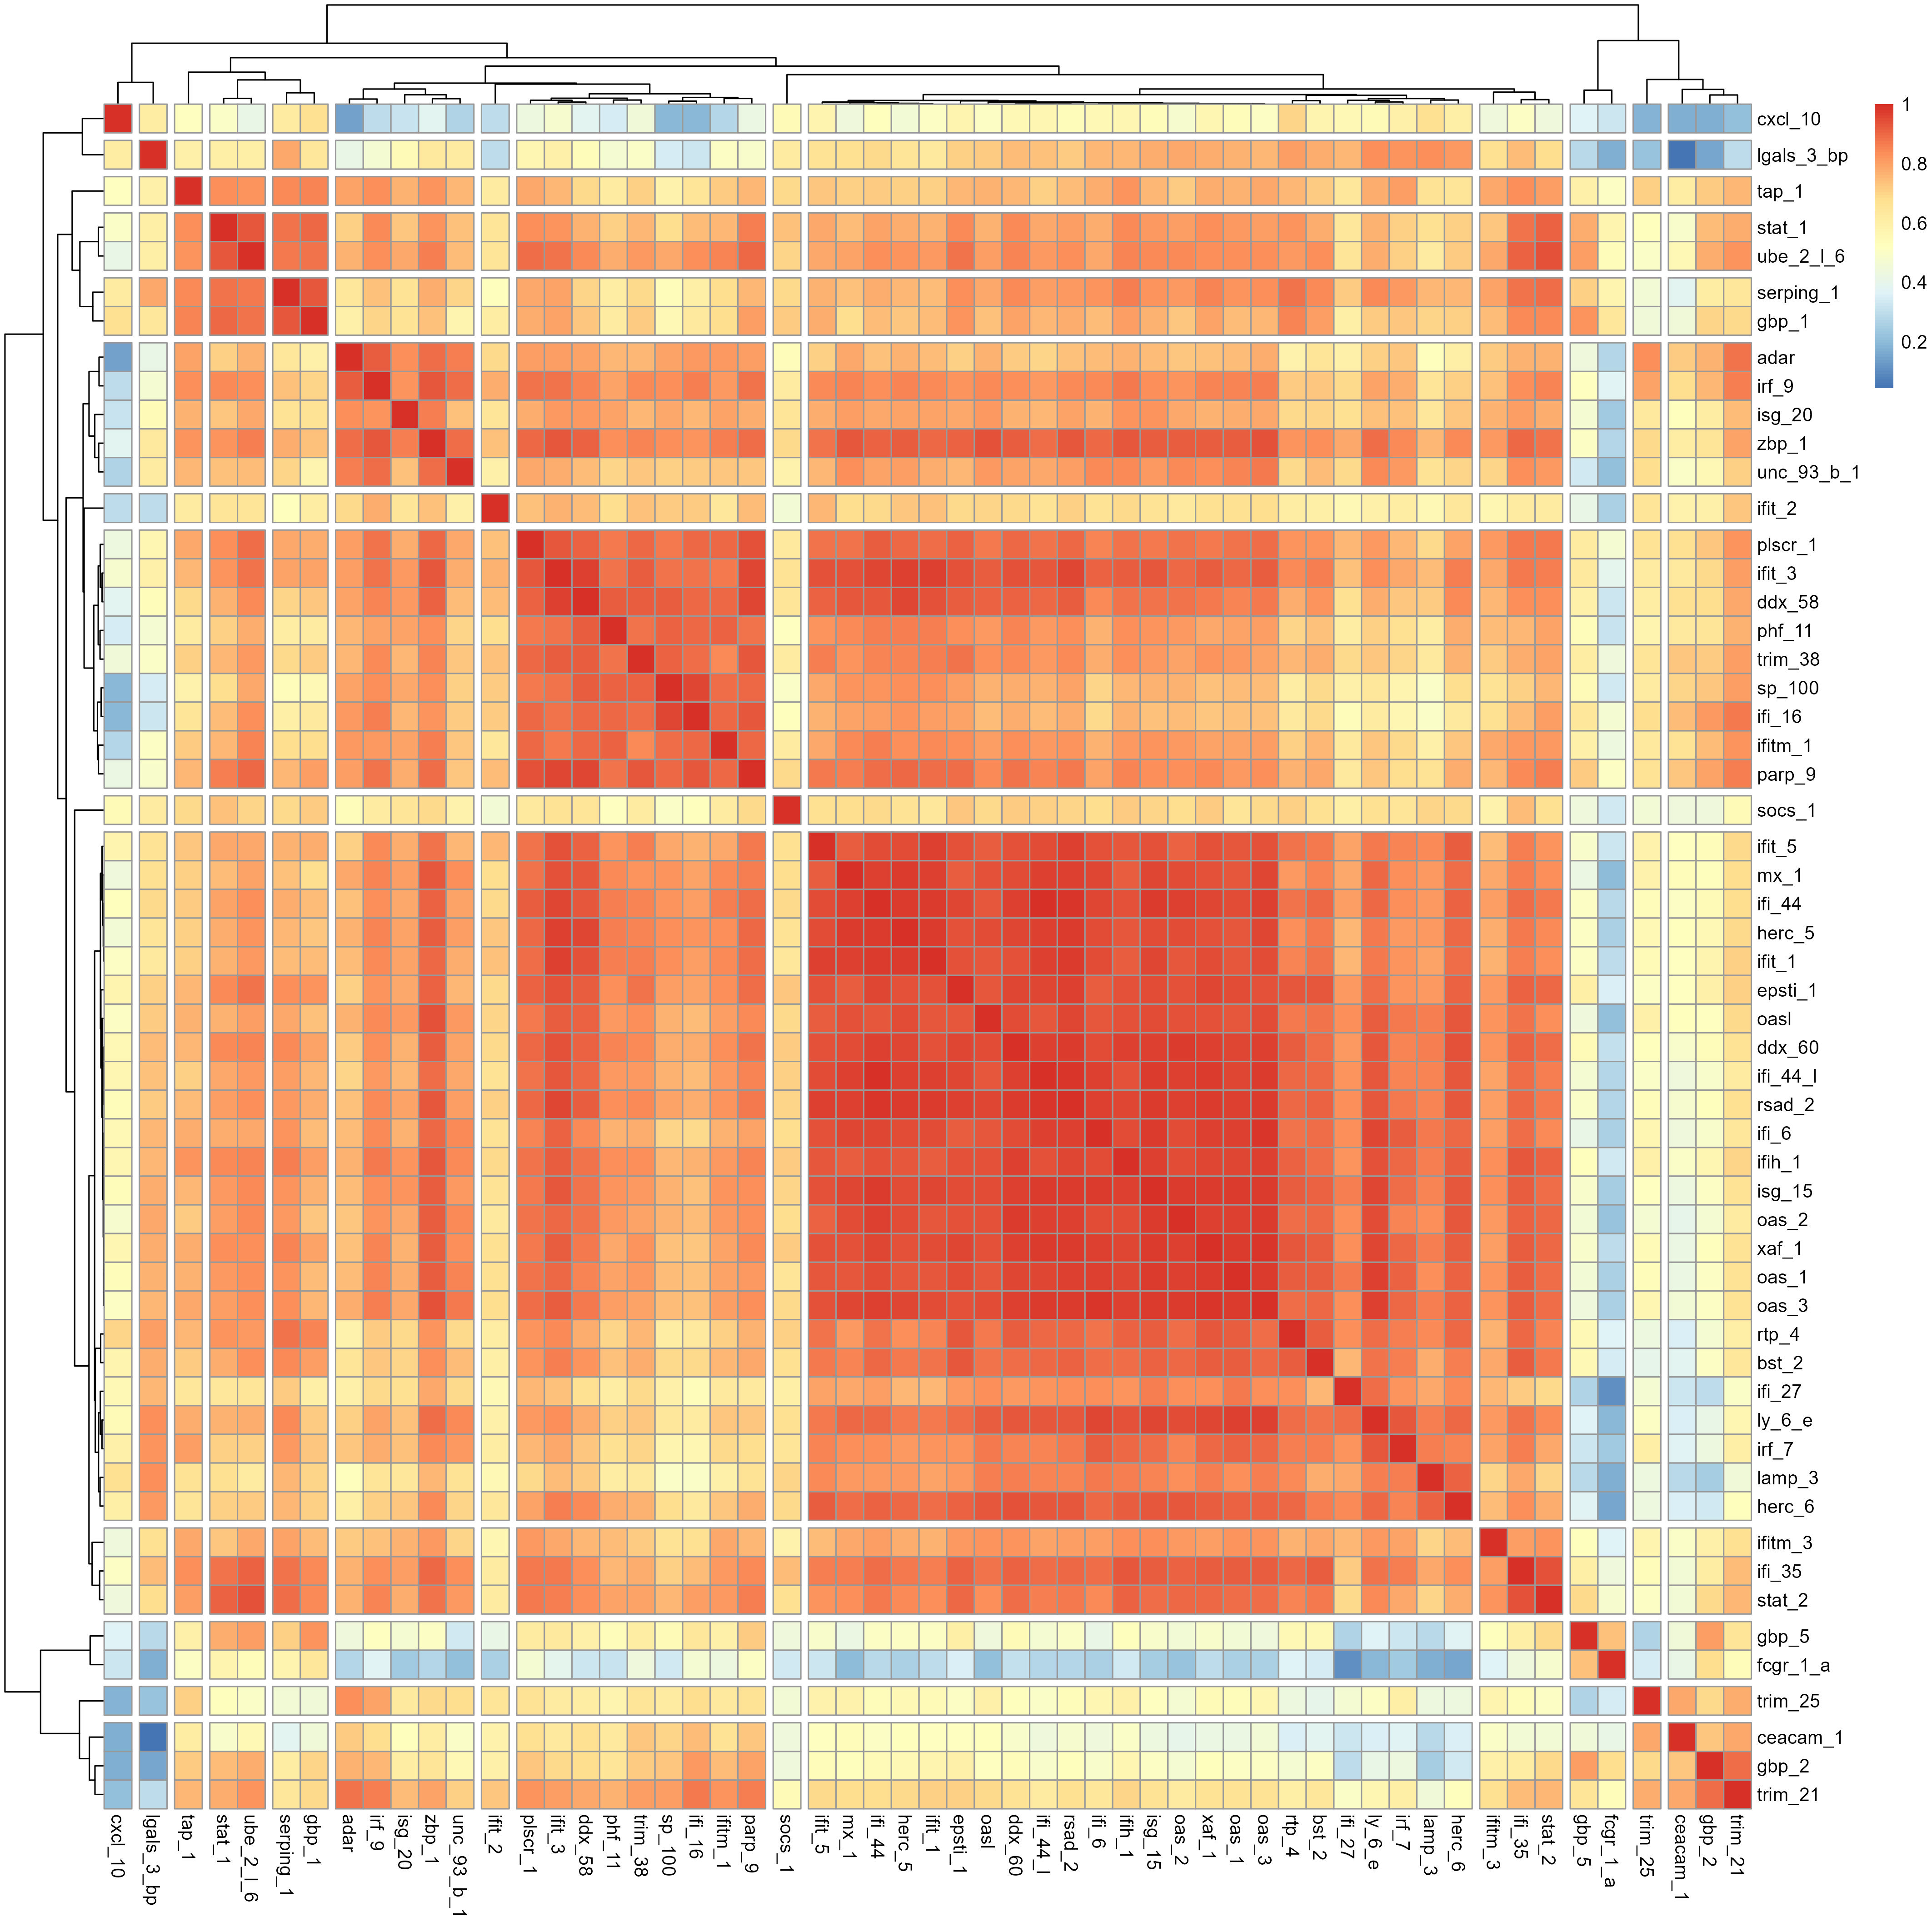 1
0.8
0.6
0.4
0.2
cxcl_10
lgals_3_bp
tap_1
stat_1
ube_2_l_6
serping_1
gbp_1
adar
irf_9
isg_20
zbp_1
unc_93_b_1
ifit_2
plscr_1
ifit_3
ddx_58
phf_11
trim_38
sp_100
ifi_16
ifitm_1
parp_9
socs_1
ifit_5
mx_1
ifi_44
herc_5
ifit_1
epsti_1
oasl
ddx_60
ifi_44_l
rsad_2
ifi_6
ifih_1
isg_15
oas_2
xaf_1
oas_1
oas_3
rtp_4
bst_2
ifi_27
ly_6_e
irf_7
lamp_3
herc_6
ifitm_3
ifi_35
stat_2
gbp_5
fcgr_1_a
trim_25
ceacam_1
gbp_2
trim_21
cxcl_10
lgals_3_bp
tap_1
stat_1
ube_2_l_6
serping_1
gbp_1
adar
irf_9
isg_20
zbp_1
unc_93_b_1
ifit_2
plscr_1
ifit_3
ddx_58
phf_11
trim_38
sp_100
ifi_16
ifitm_1
parp_9
socs_1
ifit_5
mx_1
ifi_44
herc_5
ifit_1
epsti_1
oasl
ddx_60
ifi_44_l
rsad_2
ifi_6
ifih_1
isg_15
oas_2
xaf_1
oas_1
oas_3
rtp_4
bst_2
ifi_27
ly_6_e
irf_7
lamp_3
herc_6
ifitm_3
ifi_35
stat_2
gbp_5
fcgr_1_a
trim_25
ceacam_1
gbp_2
trim_21